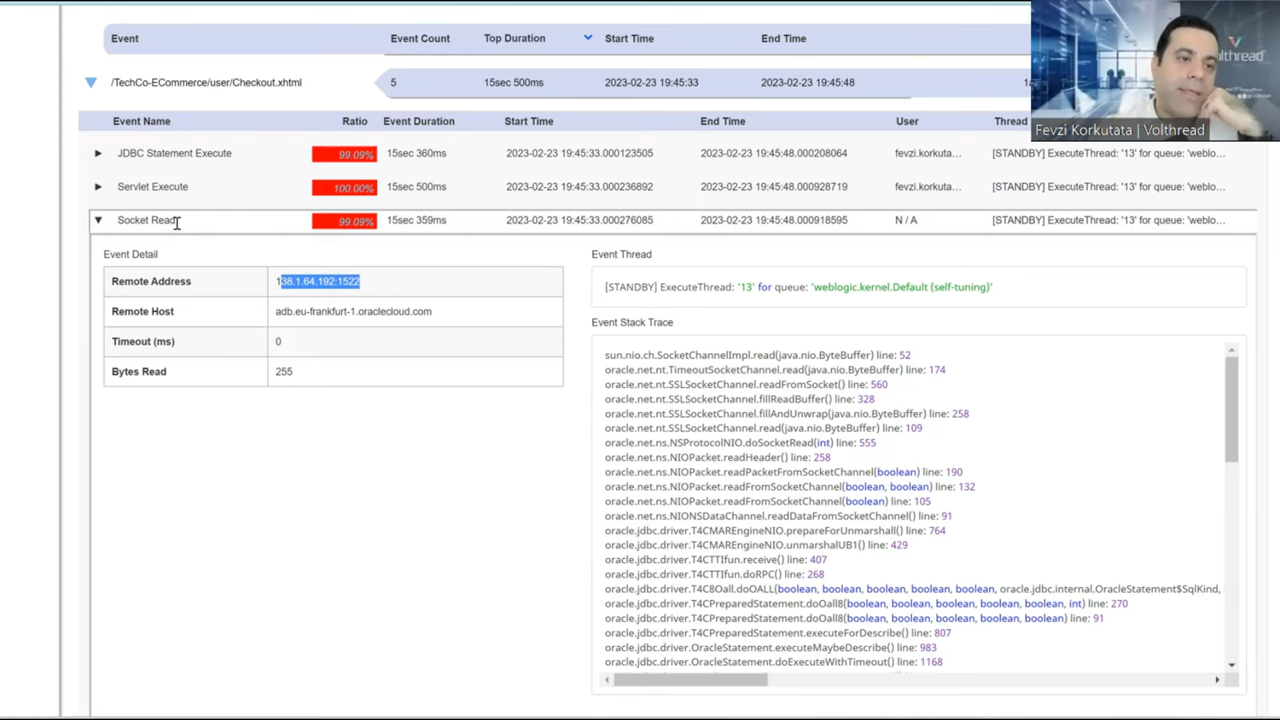 Event Event Count Top Duration Start Time End Time
/TechCo-ECommerce/user/Checkout.xhtml 5 15sec 500ms 2023-02-23 19:45:33 2023-02-23 19:45:48
lthread
Fevzi Korkutata | Volthread
Event Name Ratio Event Duration Start Time End Time User Thread
JDBC Statement Execute 99.09% 15sec 360ms 2023-02-23 19:45:33.000123505 2023-02-23 19:45:48.000208064 fevzi.korkuta... [STANDBY] ExecuteThread: '13' for queue: 'weblo...
Servlet Execute 100.00% 15sec 500ms 2023-02-23 19:45:33.000236892 2023-02-23 19:45:48.000928719 fevzi.korkuta... [STANDBY] ExecuteThread: '13' for queue: 'weblo...
Socket Read 99.09% 15sec 359ms 2023-02-23 19:45:33.000276085 2023-02-23 19:45:48.000918595 N / A [STANDBY] ExecuteThread: '13' for queue: 'weblo...
Event Detail
Remote Address 138.1.64.192:1522
Remote Host adb.eu-frankfurt-1.oraclecloud.com
Timeout (ms) 0
Bytes Read 255
Event Thread
[STANDBY] ExecuteThread: '13' for queue: 'weblogic.kernel.Default (self-tuning)'
Event Stack Trace
sun.nio.ch.SocketChannelImpl.read(java.nio.ByteBuffer) line: 52
oracle.net.nt.TimeoutSocketChannel.read(java.nio.ByteBuffer) line: 174
oracle.net.nt.SSLSocketChannel.readFromSocket() line: 560
oracle.net.nt.SSLSocketChannel.fillReadBuffer() line: 328
oracle.net.nt.SSLSocketChannel.fillAndUnwrap(java.nio.ByteBuffer) line: 258
oracle.net.nt.SSLSocketChannel.read(java.nio.ByteBuffer) line: 109
oracle.net.ns.NSProtocolNIO.doSocketRead(int) line: 555
oracle.net.ns.NIOPacket.readHeader() line: 258
oracle.net.ns.NIOPacket.readPacketFromSocketChannel(boolean) line: 190
oracle.net.ns.NIOPacket.readFromSocketChannel(boolean, boolean) line: 132
oracle.net.ns.NIOPacket.readFromSocketChannel(boolean) line: 105
oracle.net.ns.NIONSDataChannel.readDataFromSocketChannel() line: 91
oracle.jdbc.driver.T4CMAREngineNIO.prepareForUnmarshall() line: 764
oracle.jdbc.driver.T4CMAREngineNIO.unmarshalUB1() line: 429
oracle.jdbc.driver.T4CTTIfun.receive() line: 407
oracle.jdbc.driver.T4CTTIfun.doRPC() line: 268
oracle.jdbc.driver.T4C8Oall.doOALL(boolean, boolean, boolean, boolean, boolean, oracle.jdbc.internal.OracleStatement$SqlKind,
oracle.jdbc.driver.T4CPreparedStatement.doOall8(boolean, boolean, boolean, boolean, boolean, int) line: 270
oracle.jdbc.driver.T4CPreparedStatement.doOall8(boolean, boolean, boolean, boolean, boolean) line: 91
oracle.jdbc.driver.T4CPreparedStatement.executeForDescribe() line: 807
oracle.jdbc.driver.OracleStatement.executeMaybeDescribe() line: 983
oracle.jdbc.driver.OracleStatement.doExecuteWithTimeout() line: 1168